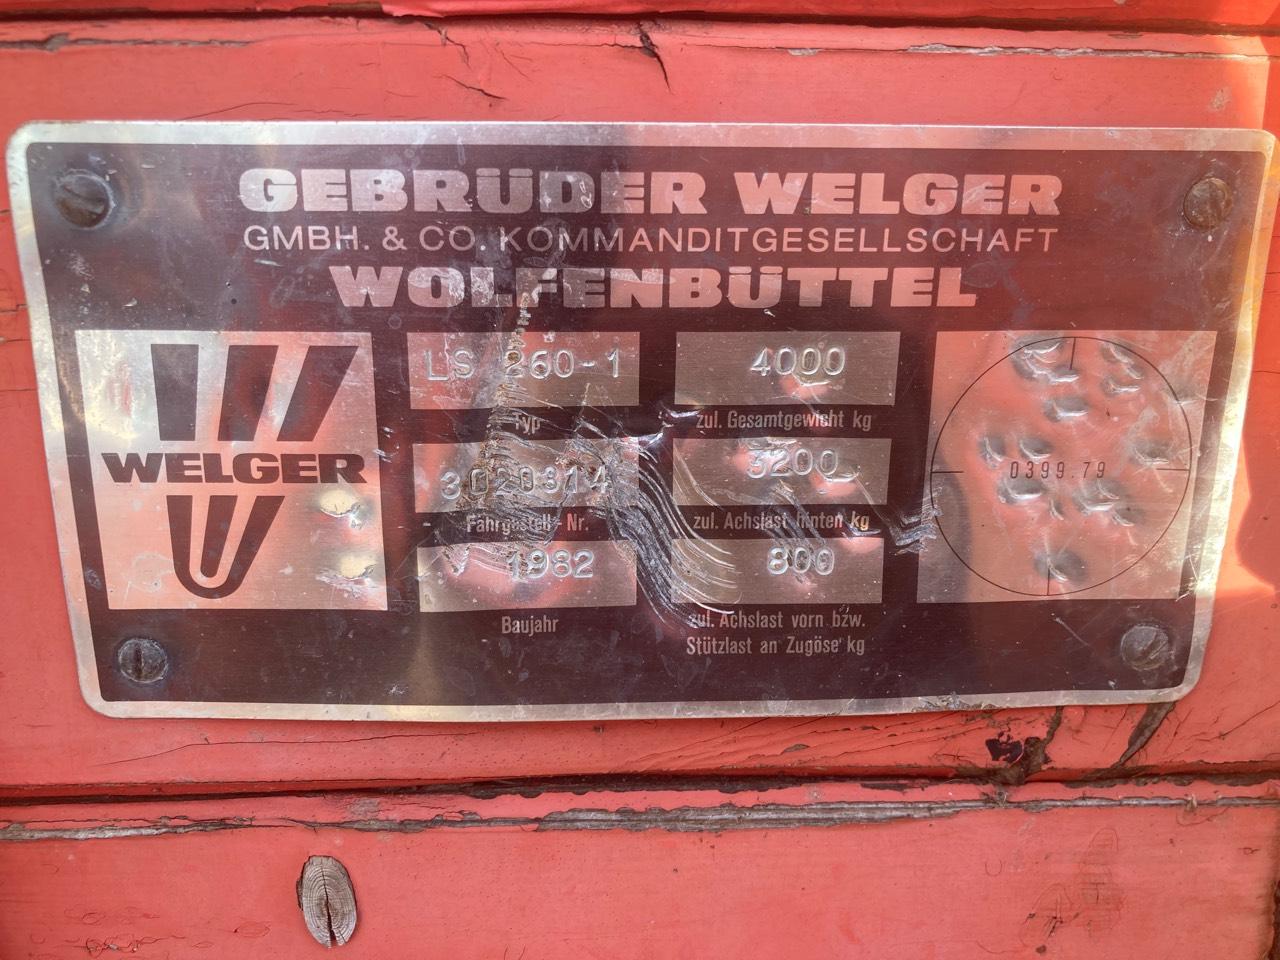 GEBRÜDER WELGER
GMBH. & CO. KOMMANDITGESELLSCHAFT
WOLFENBÜTTEL
WELGER
LS 260-1
Typ
3020314
Fahrgestell-Nr.
1982
Baujahr
4000
zul. Gesamtgewicht kg
3200
zul. Achslast hinten kg
800
zul. Achslast vorn bzw.
Stützlast an Zugöse kg
0399.79